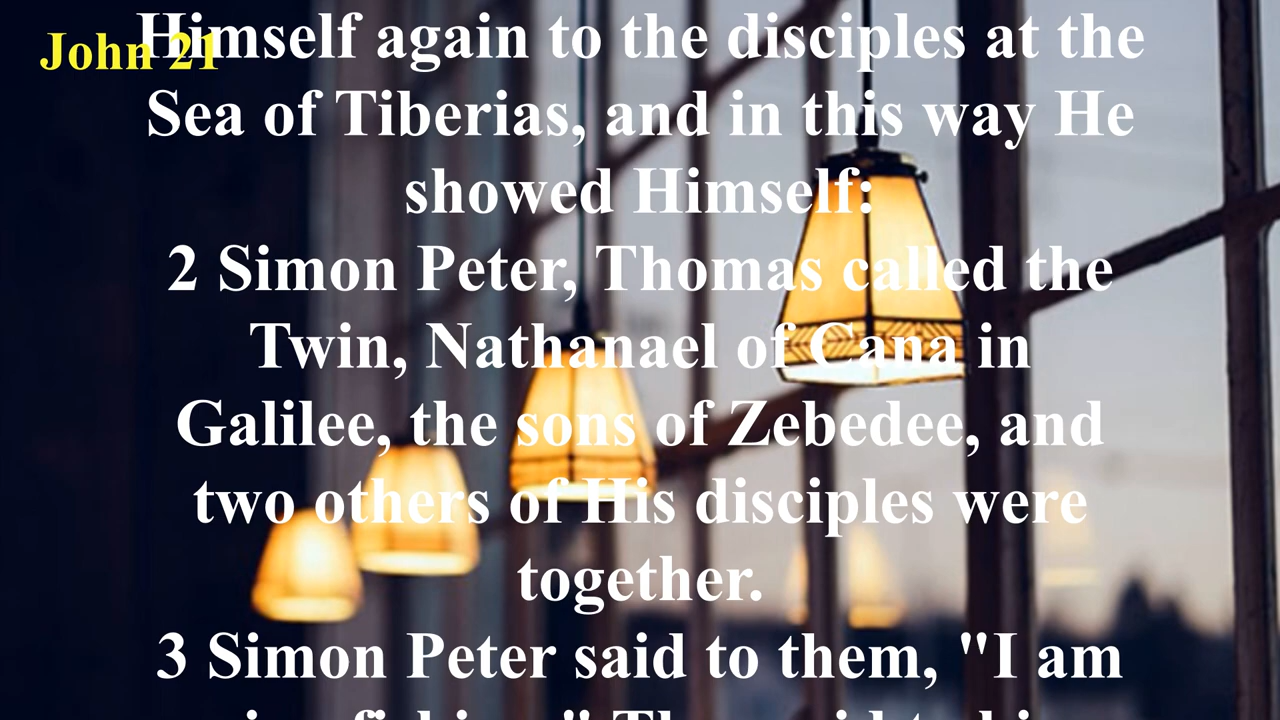 John 21
Himself again to the disciples at the
Sea of Tiberias, and in this way He
showed Himself:
2 Simon Peter, Thomas called the
Twin, Nathanael of Cana in
Galilee, the sons of Zebedee, and
two others of His disciples were
together.
3 Simon Peter said to them, "I am